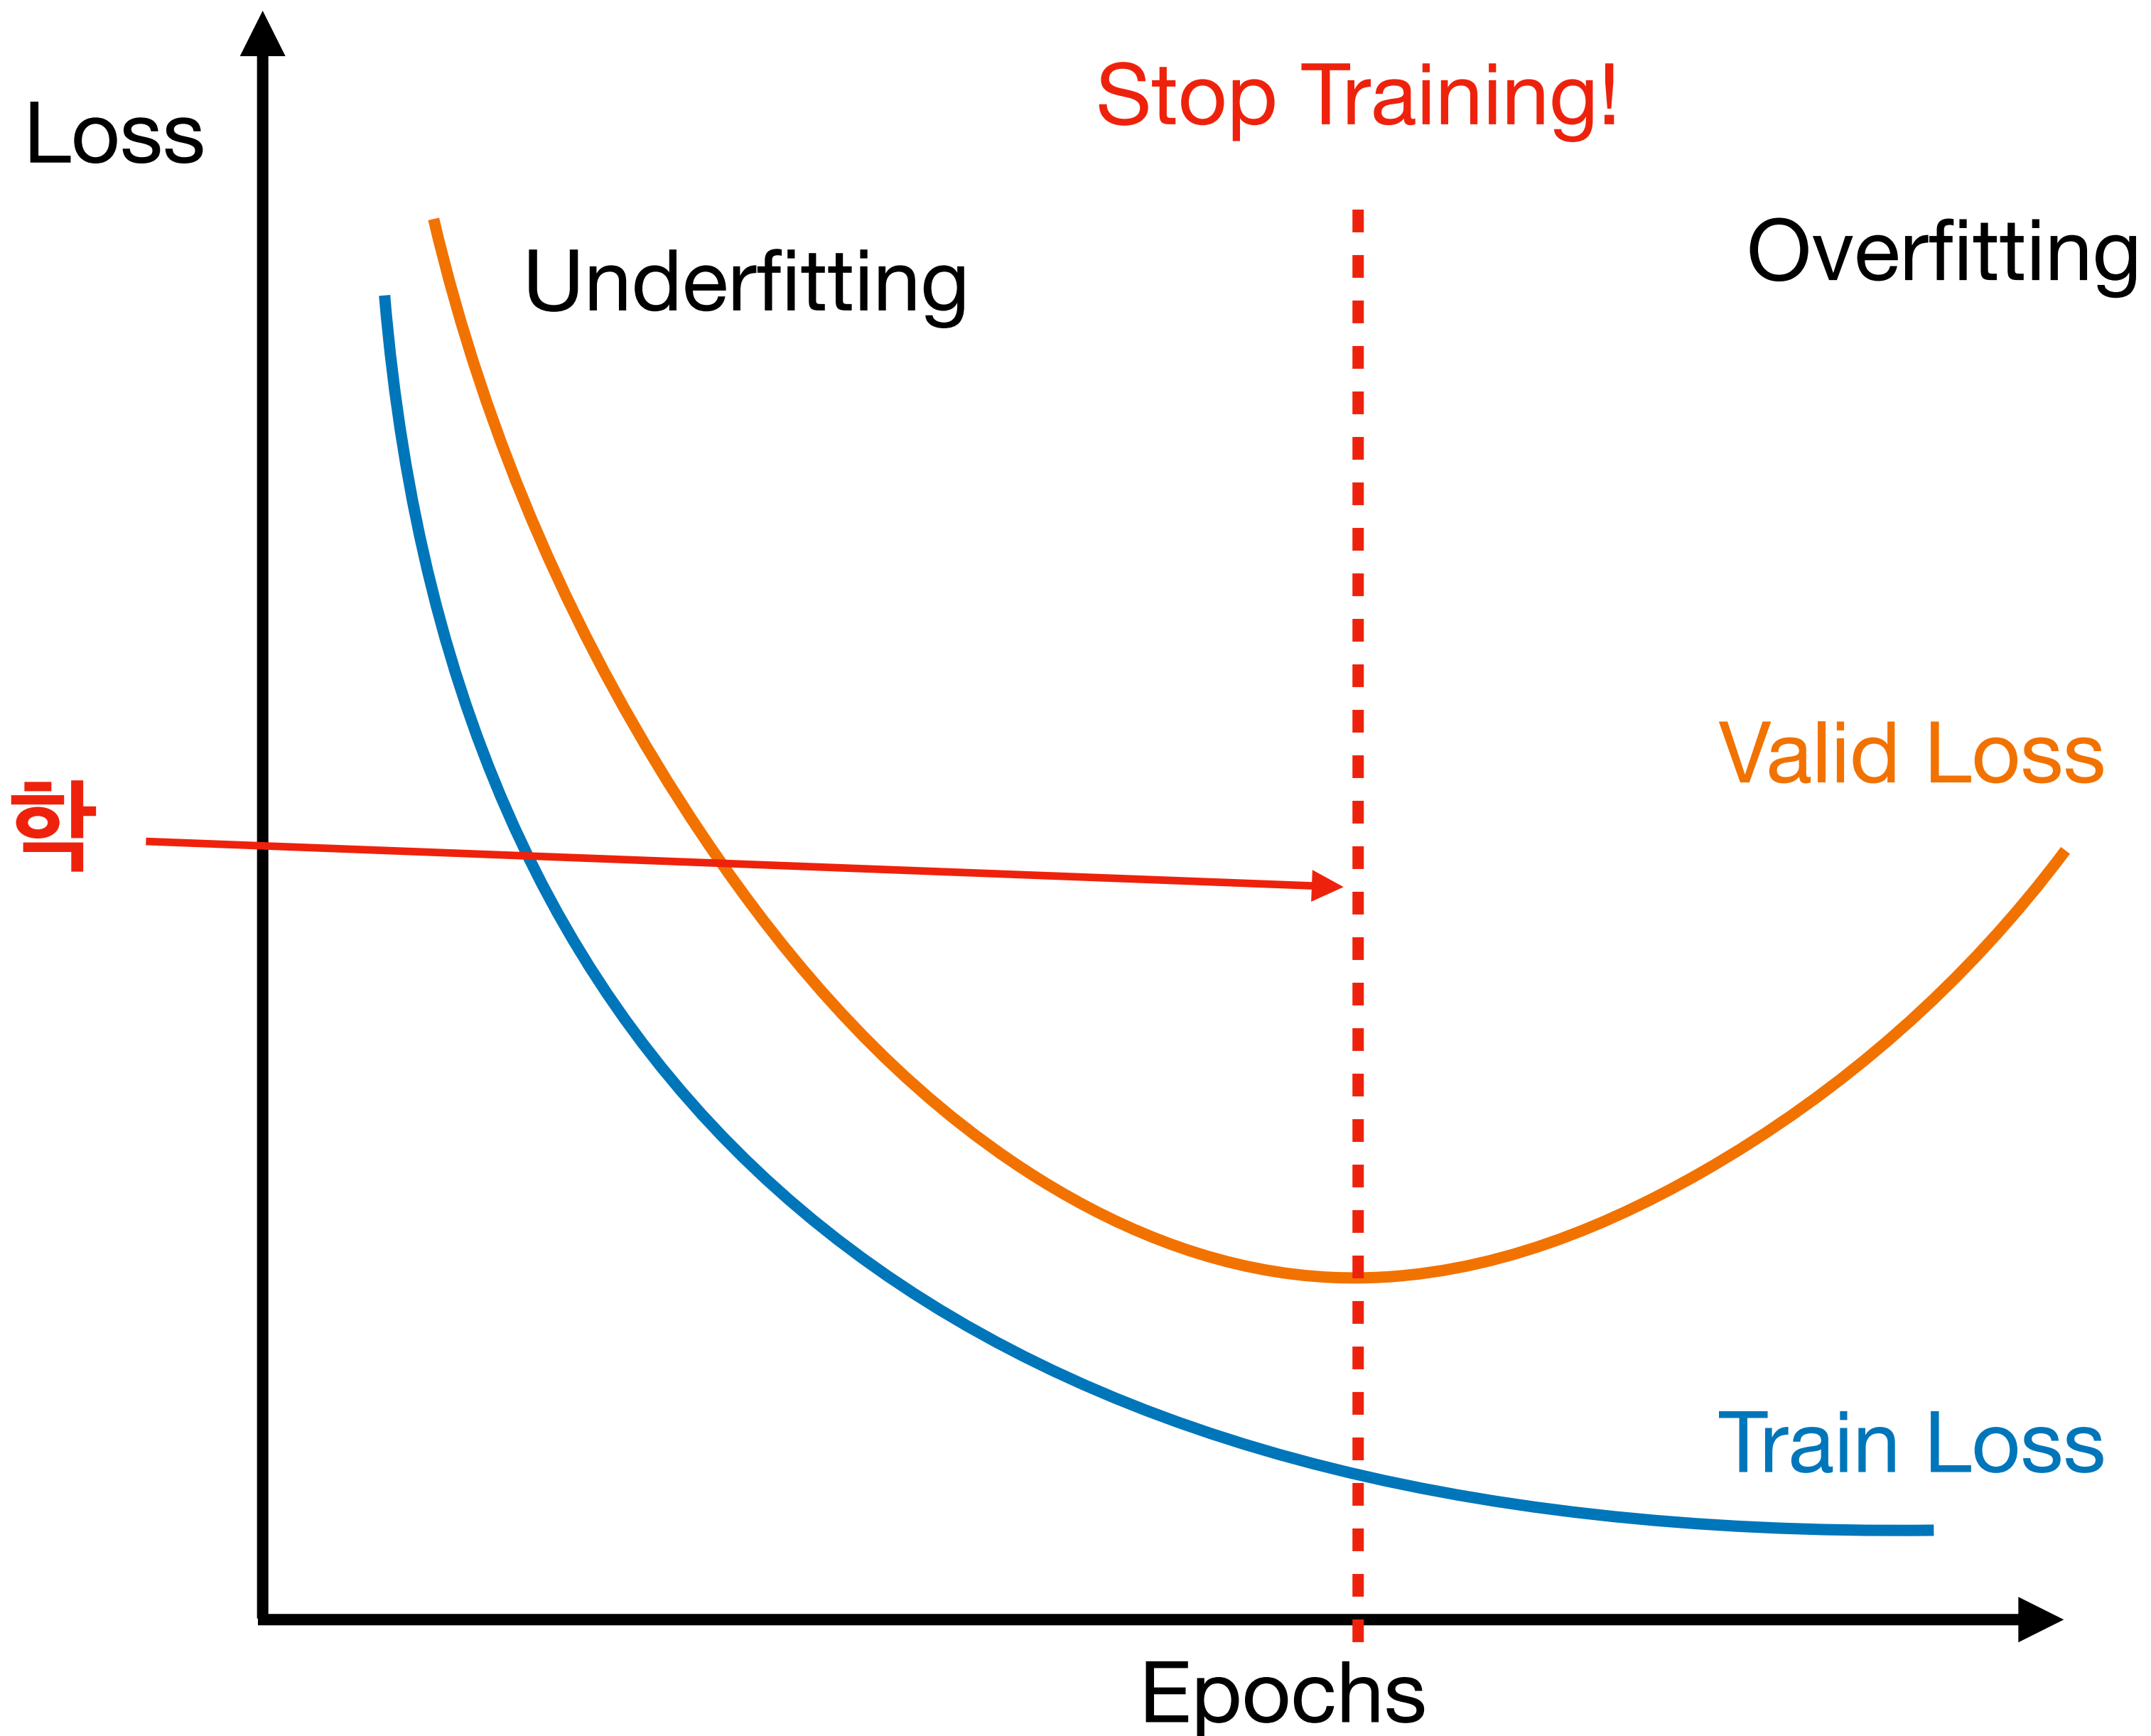 Stop Training!
Loss
Underfitting
Overfitting
Valid Loss
학
Train Loss
Epochs